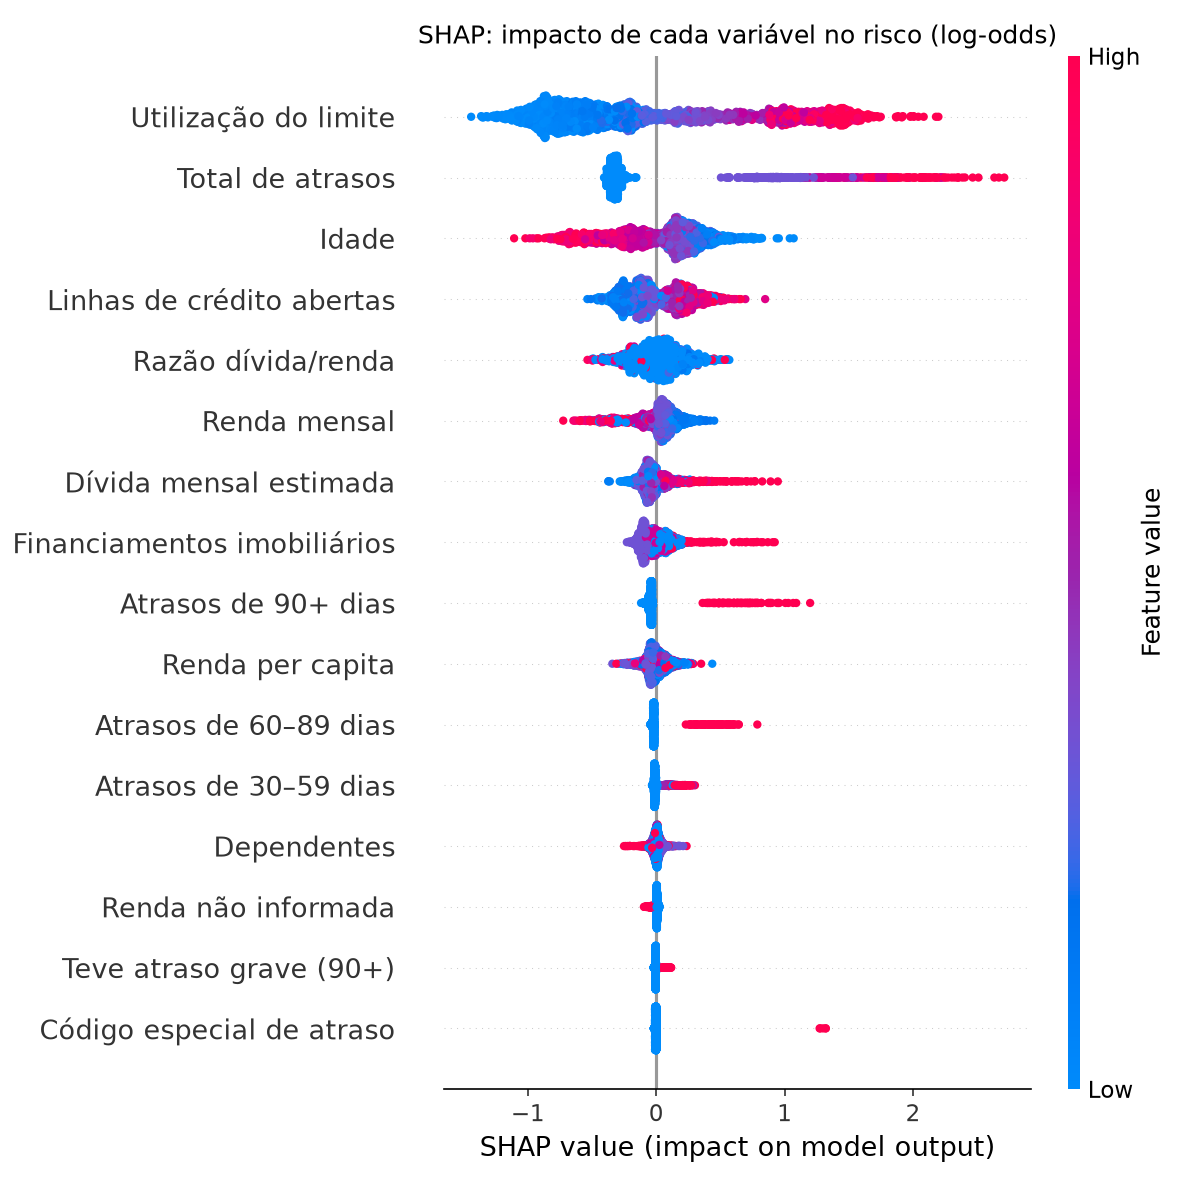 SHAP: impacto de cada variável no risco (log-odds)
High
Utilização do limite
Total de atrasos
Idade
Linhas de crédito abertas
Razão dívida/renda
Renda mensal
Dívida mensal estimada
Financiamentos imobiliários
Atrasos de 90+ dias
Renda per capita
Atrasos de 60–89 dias
Atrasos de 30–59 dias
Dependentes
Renda não informada
Teve atraso grave (90+)
Código especial de atraso
Feature value
Low
−1 0 1 2
SHAP value (impact on model output)